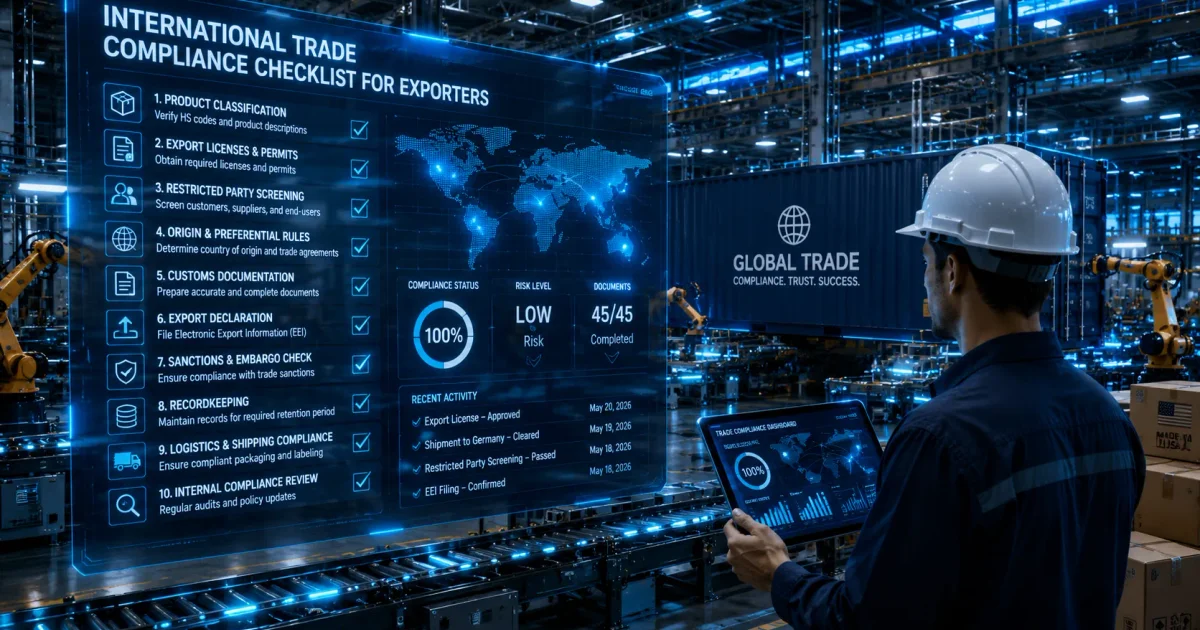 INTERNATIONAL TRADE
COMPLIANCE CHECKLIST FOR EXPORTERS
1. PRODUCT CLASSIFICATION
Verify HS codes and product descriptions
2. EXPORT LICENSES & PERMITS
Obtain required licenses and permits
3. RESTRICTED PARTY SCREENING
Screen customers, suppliers, and end-users
4. ORIGIN & PREFERENTIAL RULES
Determine country of origin and trade agreements
5. CUSTOMS DOCUMENTATION
Prepare accurate and complete documents
6. EXPORT DECLARATION
File Electronic Export Information (EEI)
7. SANCTIONS & EMBARGO CHECK
Ensure compliance with trade sanctions
8. RECORDKEEPING
Maintain records for required retention period
9. LOGISTICS & SHIPPING COMPLIANCE
Ensure compliant packaging and labeling
10. INTERNAL COMPLIANCE REVIEW
Regular audits and policy updates
COMPLIANCE STATUS
100%
RISK LEVEL
LOW
Risk
DOCUMENTS
45/45
Completed
RECENT ACTIVITY
Export License – Approved May 20, 2026
Shipment to Germany – Cleared May 19, 2026
Restricted Party Screening – Passed May 18, 2026
EEI Filing – Confirmed May 18, 2026
GLOBAL TRADE
COMPLIANCE. TRUST. SUCCESS.
TRADE COMPLIANCE DASHBOARD
100%
MADE